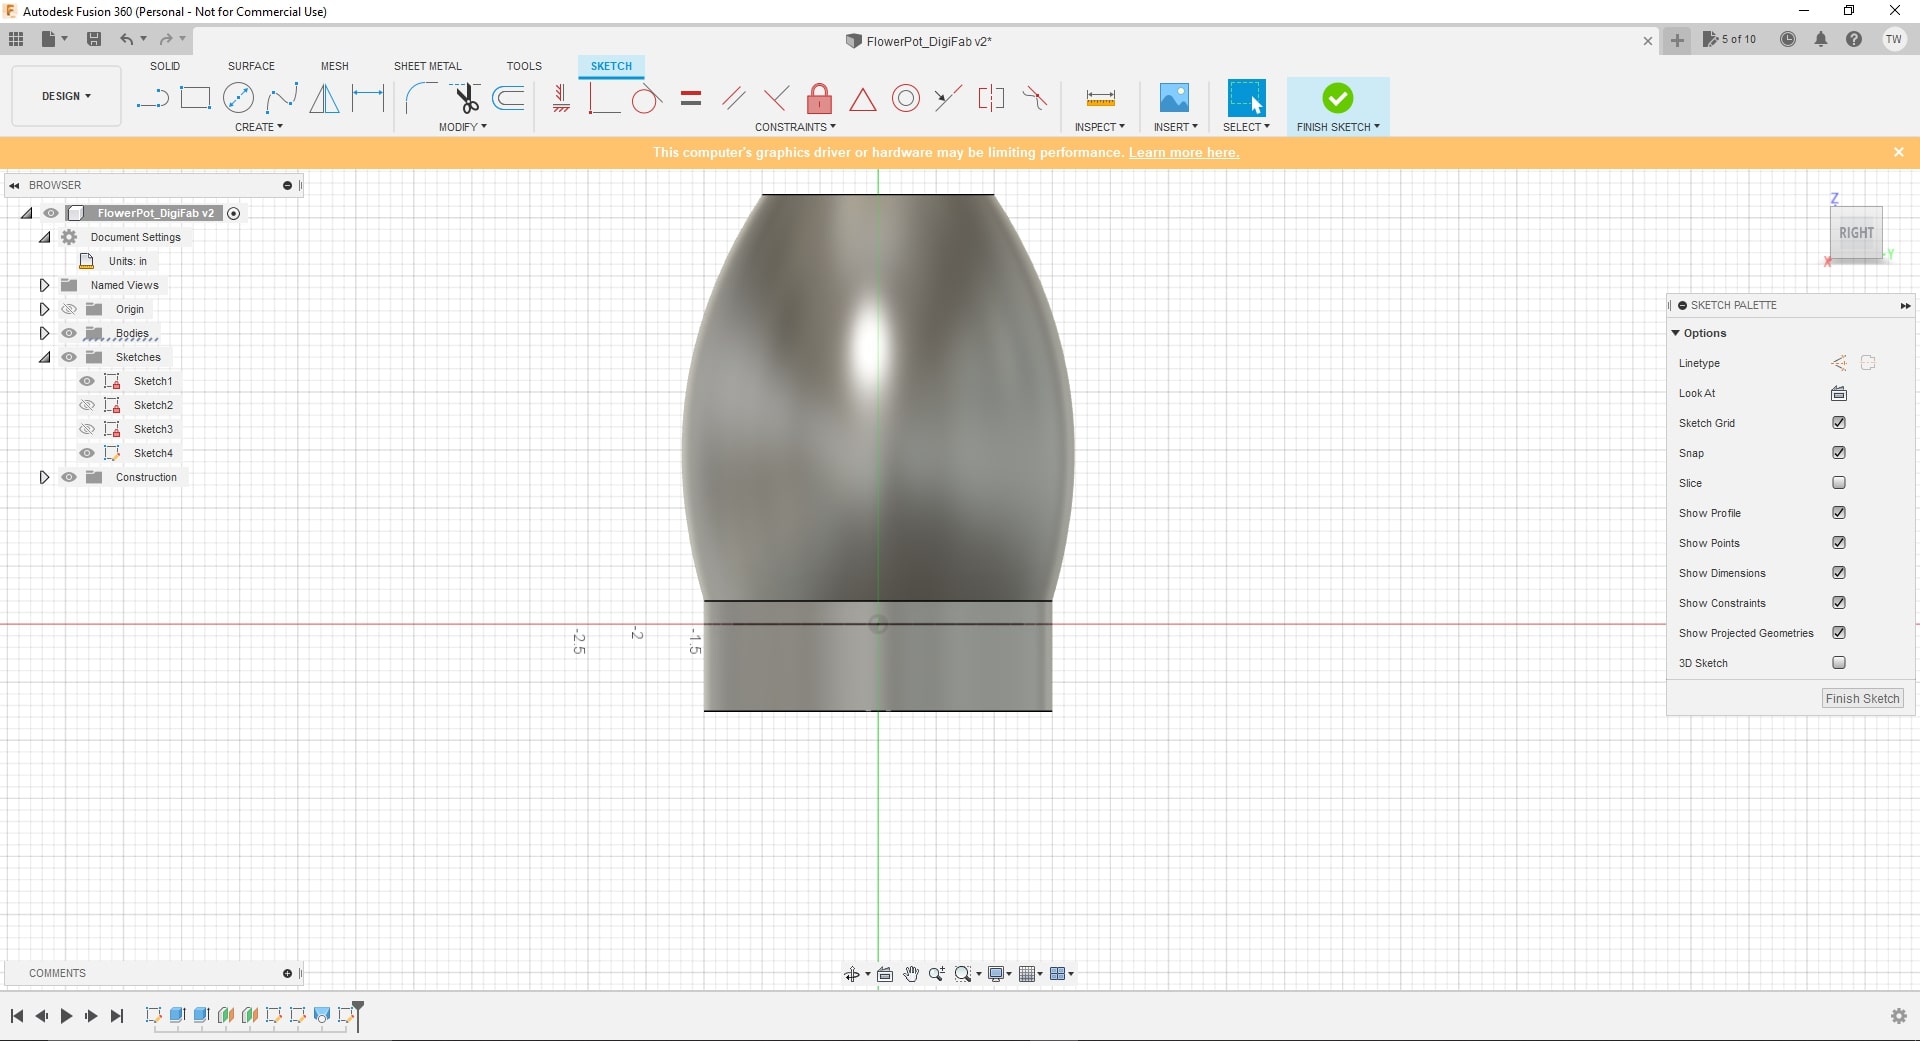 Autodesk Fusion 360 (Personal - Not for Commercial Use)
FlowerPot_DigiFab v2*
5 of 10
TW
DESIGN
SOLID
SURFACE
MESH
SHEET METAL
TOOLS
SKETCH
CREATE
MODIFY
CONSTRAINTS
INSPECT
INSERT
SELECT
FINISH SKETCH
This computer's graphics driver or hardware may be limiting performance. Learn more here.
BROWSER
FlowerPot_DigiFab v2
Document Settings
Units: in
Named Views
Origin
Bodies
Sketches
Sketch1
Sketch2
Sketch3
Sketch4
Construction
-2.5
-2
-1.5
Z
RIGHT
X
Y
SKETCH PALETTE
Options
Linetype
Look At
Sketch Grid
Snap
Slice
Show Profile
Show Points
Show Dimensions
Show Constraints
Show Projected Geometries
3D Sketch
Finish Sketch
COMMENTS